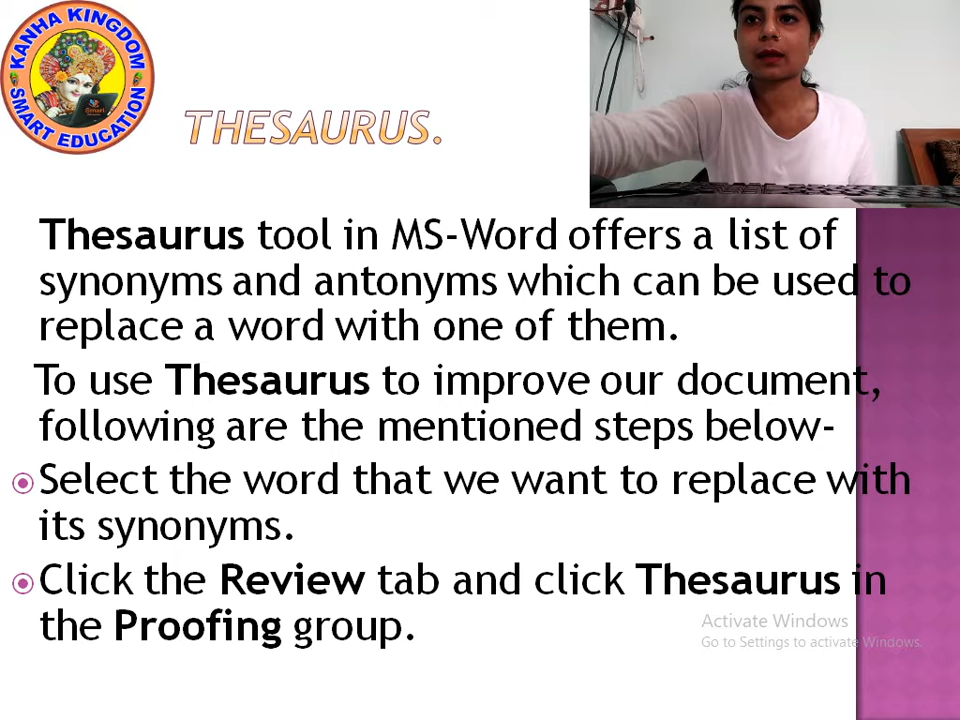 KANHA KINGDOM
SMART EDUCATION
THESAURUS.
Thesaurus tool in MS-Word offers a list of
synonyms and antonyms which can be used to
replace a word with one of them.
To use Thesaurus to improve our document,
following are the mentioned steps below-
Select the word that we want to replace with
its synonyms.
Click the Review tab and click Thesaurus in
the Proofing group.
Activate Windows
Go to Settings to activate Windows.